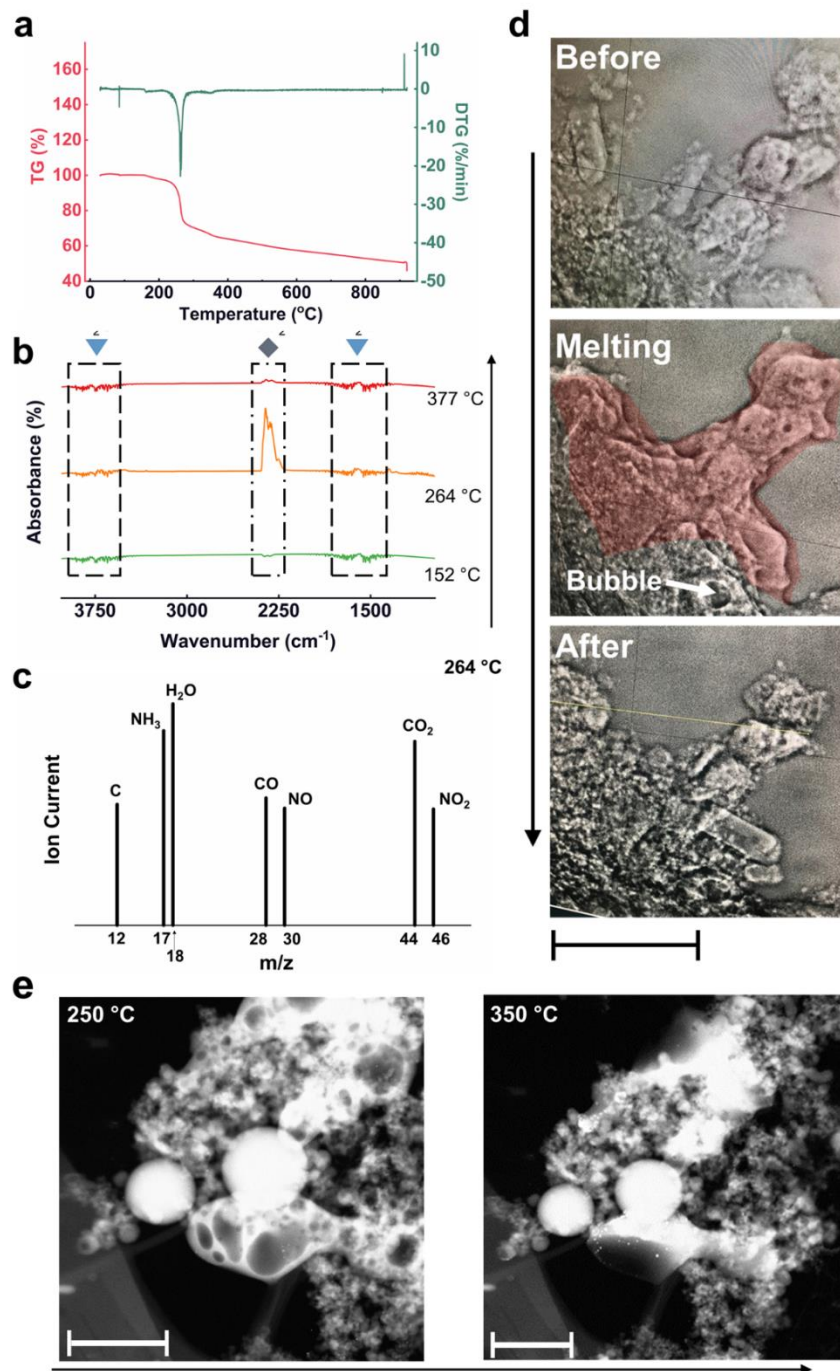 a
160
140
120
100
80
60
40
TG (%)
10
0
-10
-20
-30
-40
-50
DTG (%/min)
0 200 400 600 800
Temperature (°C)
b
377 °C
264 °C
152 °C
Absorbance (%)
3750 3000 2250 1500
Wavenumber (cm⁻¹)
c
264 °C
H₂O
NH₃
CO₂
C
CO
NO
NO₂
Ion Current
12 17 18 28 30 44 46
m/z
d
Before
Melting
Bubble
After
e
250 °C
350 °C